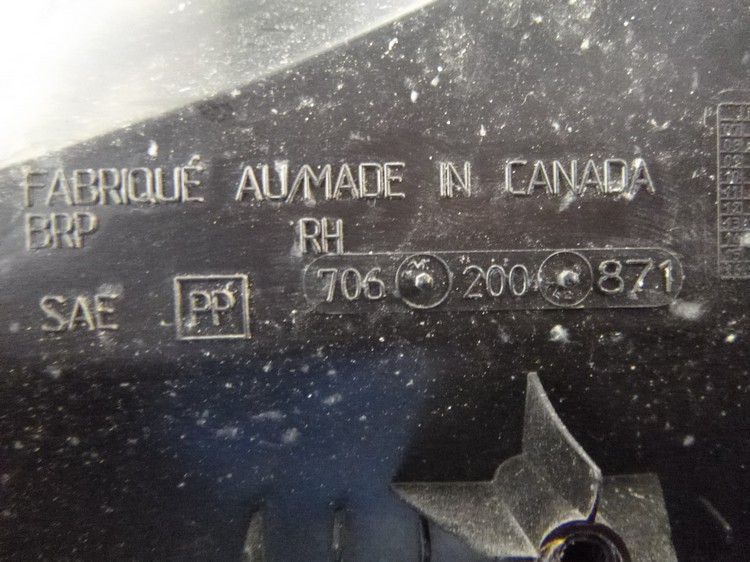 FABRIQUÉ AU/MADE IN CANADA
BRP RH
706 200 871
SAE PP